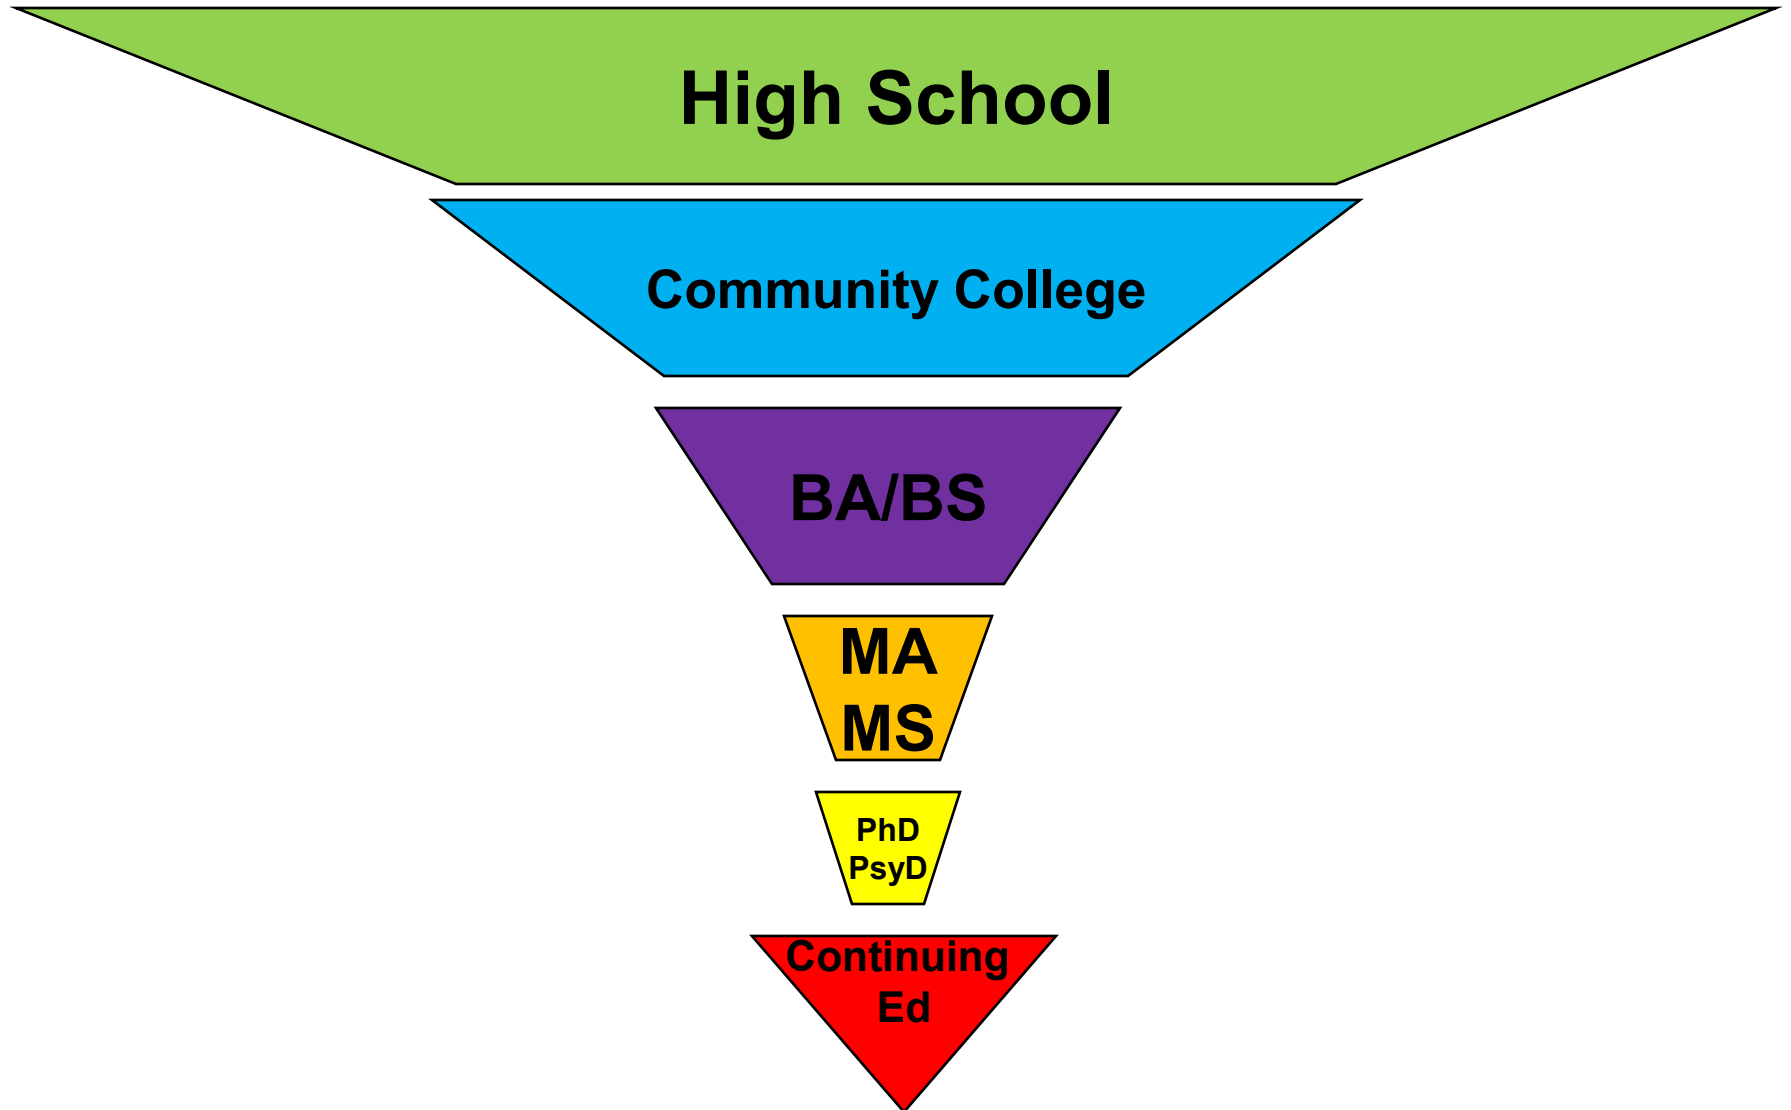 High School
Community College
BA/BS
MA
MS
PhD
PsyD
Continuing
Ed